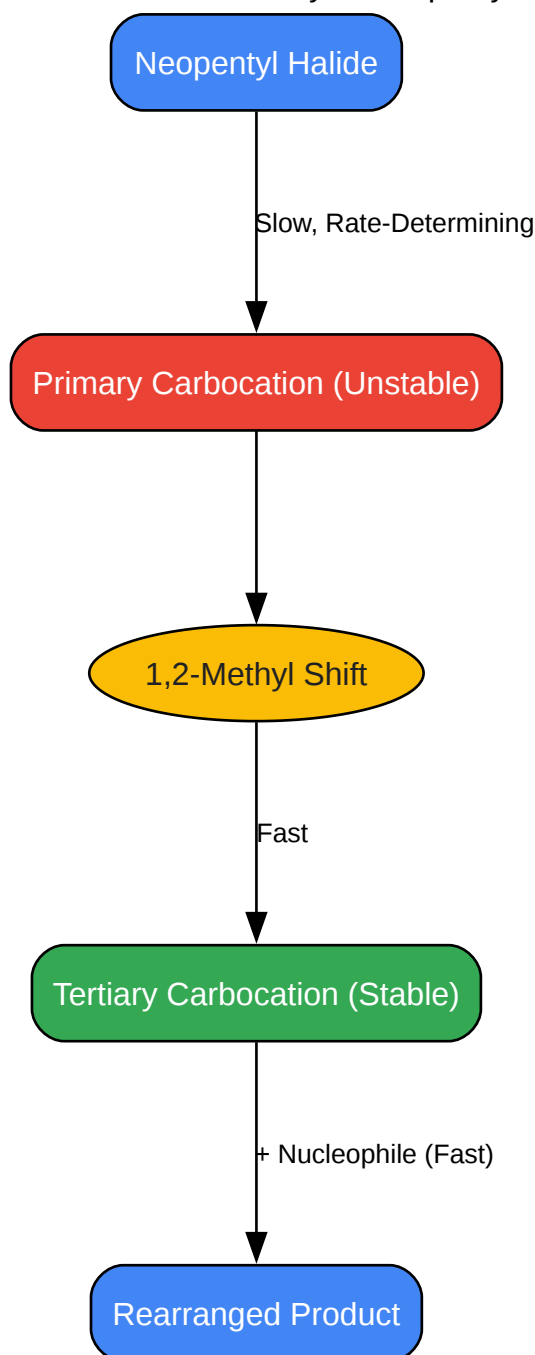 Neopentyl Halide
Slow, Rate-Determining
Primary Carbocation (Unstable)
1,2-Methyl Shift
Fast
Tertiary Carbocation (Stable)
+ Nucleophile (Fast)
Rearranged Product